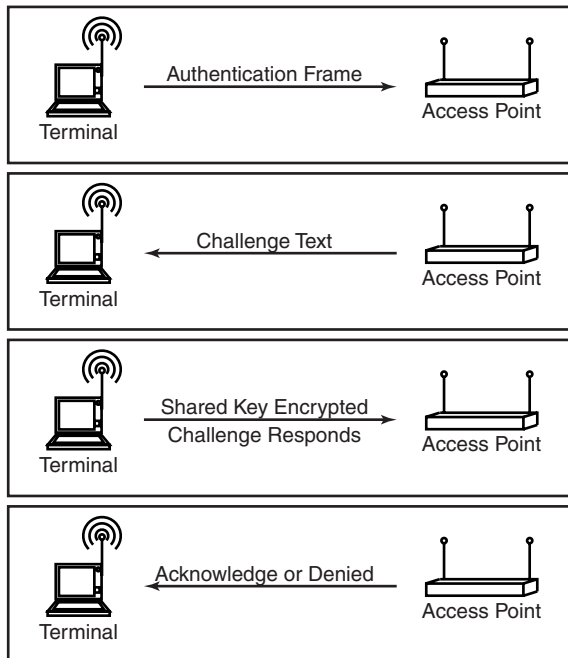 Authentication Frame
Terminal
Access Point
Challenge Text
Terminal
Access Point
Shared Key Encrypted
Challenge Responds
Terminal
Access Point
Acknowledge or Denied
Terminal
Access Point